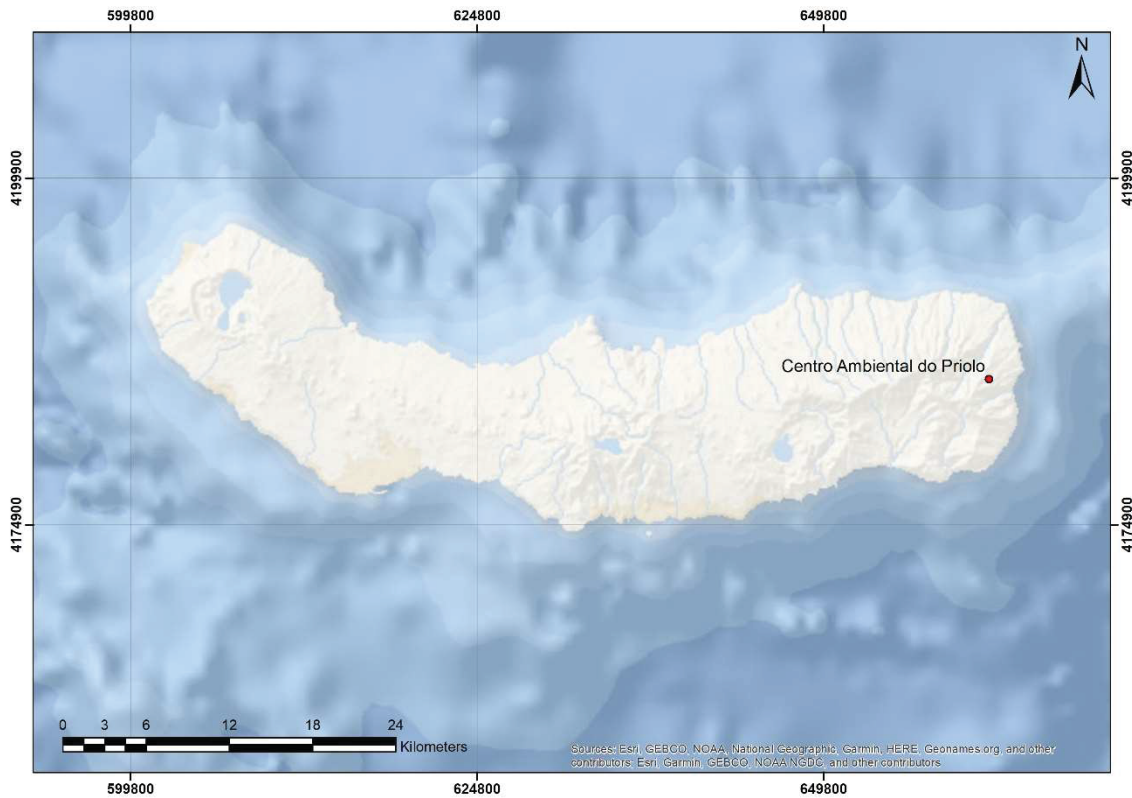 599800 624800 649800
N
4199900 4199900
Centro Ambiental do Priolo
4174900 4174900
0 3 6 12 18 24
Kilometers
Sources: Esri, GEBCO, NOAA, National Geographic, Garmin, HERE, Geonames.org, and other
contributors; Esri, Garmin, GEBCO, NOAA NGDC, and other contributors
599800 624800 649800